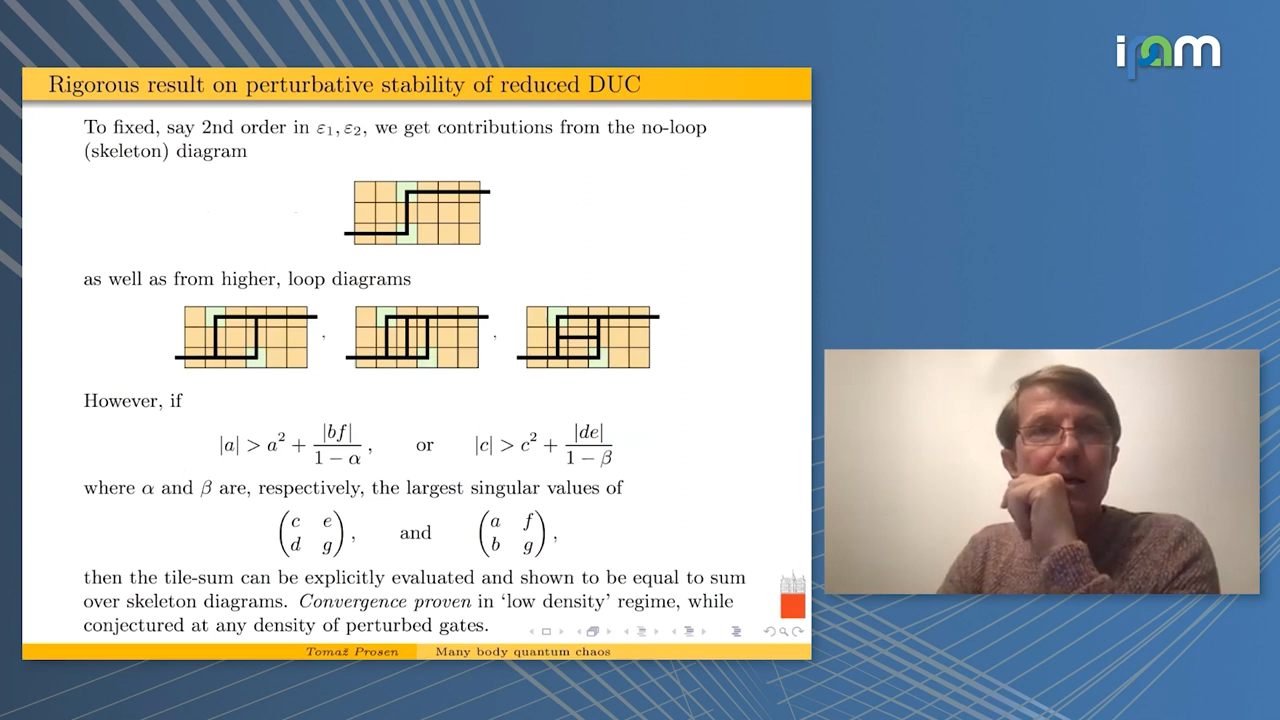 ipam
Rigorous result on perturbative stability of reduced DUC
To fixed, say 2nd order in ε₁, ε₂, we get contributions from the no-loop
(skeleton) diagram
as well as from higher, loop diagrams
, ,
However, if
|a| > a² + |bf| / (1 − α), or |c| > c² + |de| / (1 − β)
where α and β are, respectively, the largest singular values of
(c e
d g), and (a f
b g),
then the tile-sum can be explicitly evaluated and shown to be equal to sum
over skeleton diagrams. Convergence proven in ‘low density’ regime, while
conjectured at any density of perturbed gates.
Tomaž Prosen Many body quantum chaos